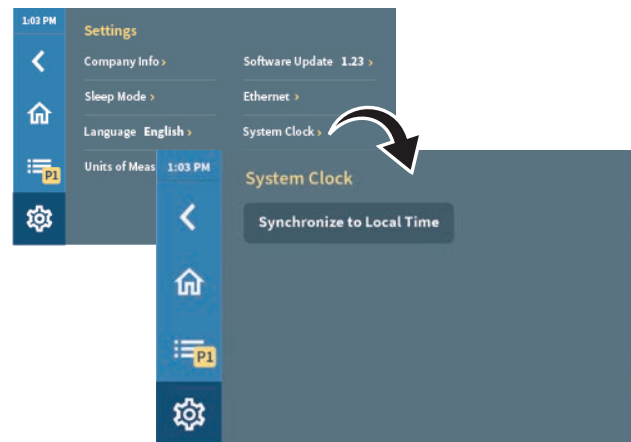 1:03 PM
Settings
Company Info ›
Software Update 1.23 ›
Sleep Mode ›
Ethernet ›
Language English ›
System Clock ›
Units of Meas
P1
1:03 PM
System Clock
Synchronize to Local Time
P1